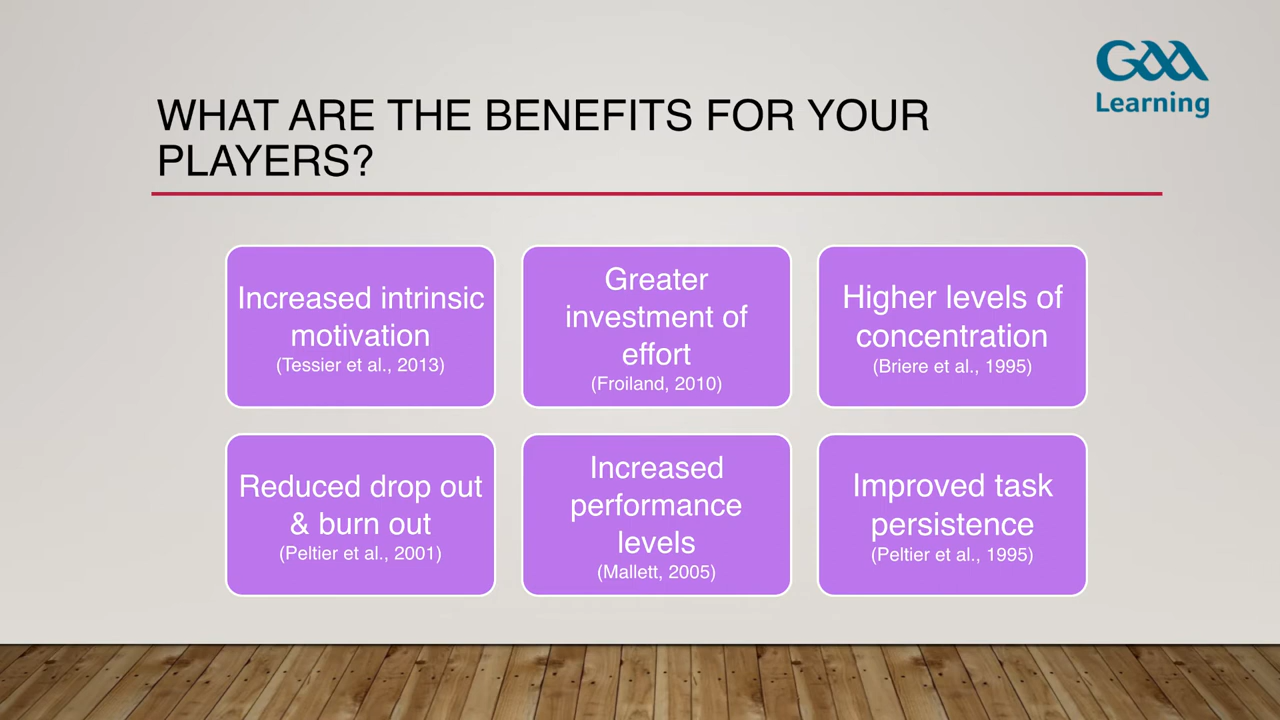 GAA
Learning
WHAT ARE THE BENEFITS FOR YOUR
PLAYERS?
Increased intrinsic
motivation
(Tessier et al., 2013)
Greater
investment of
effort
(Froiland, 2010)
Higher levels of
concentration
(Briere et al., 1995)
Reduced drop out
& burn out
(Peltier et al., 2001)
Increased
performance
levels
(Mallett, 2005)
Improved task
persistence
(Peltier et al., 1995)